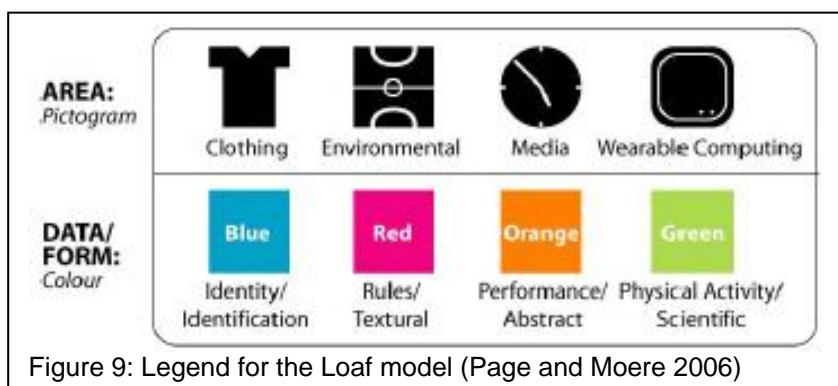 AREA:
Pictogram
Clothing Environmental Media Wearable Computing
DATA/
FORM:
Colour
Blue Red Orange Green
Identity/ Rules/ Performance/ Physical Activity/
Identification Textural Abstract Scientific
Figure 9: Legend for the Loaf model (Page and Moere 2006)